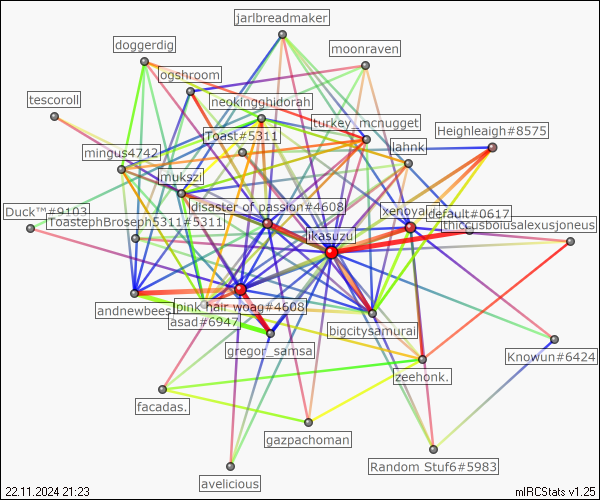 jarlbreadmaker
doggerdig
moonraven
ogshroom
tescoroll
neokingghidorah
turkey_mcnugget
Toast#5311
Heighleaigh#8575
lahnk
mingus4742
mukszi
disaster of passion#4608
xenoya
default#0617
Duck™#9103
ToastephBroseph5311#5311
thiccusboiusalexusjoneus
jikasuzu
andnewbees
pink hair woag#4608
asad#6947
bigcitysamurai
gregor_samsa
Knowun#6424
zeehonk.
facadas.
gazpachoman
Random Stuf6#5983
avelicious
22.11.2024 21:23
mIRCStats v1.25